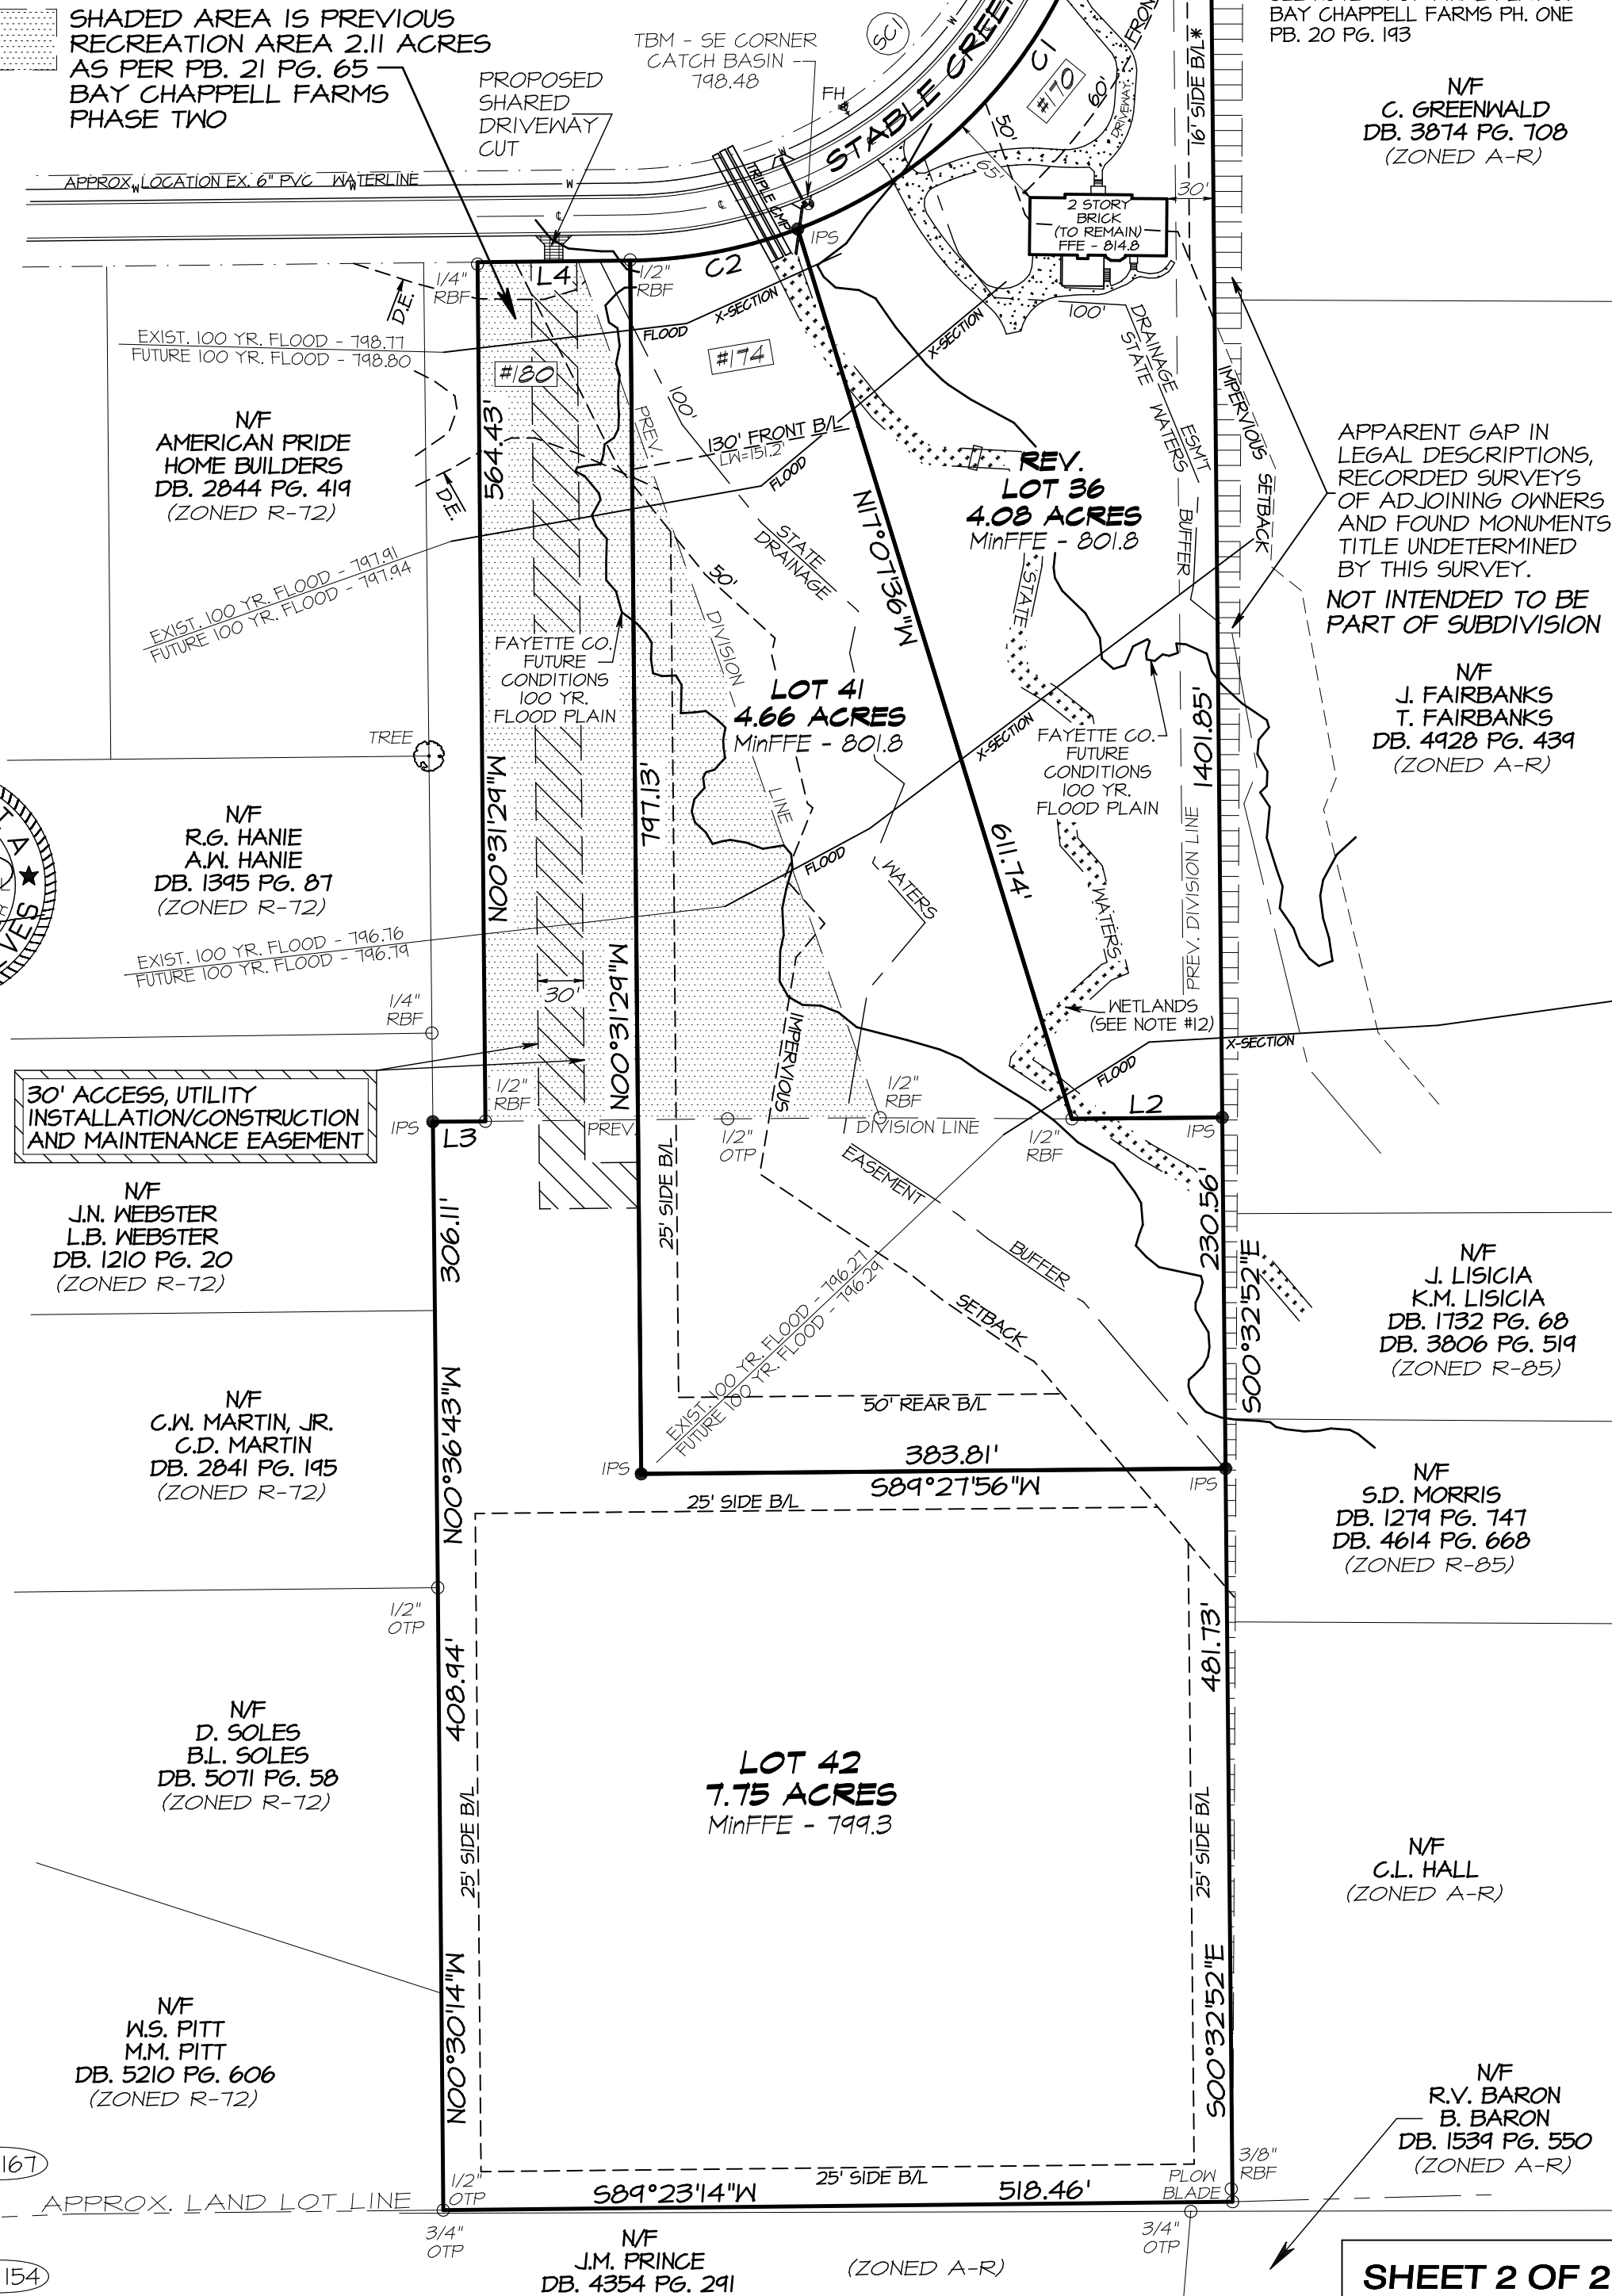 SHADED AREA IS PREVIOUS
RECREATION AREA 2.11 ACRES
AS PER PB. 21 PG. 65
BAY CHAPPELL FARMS
PHASE TWO
PROPOSED
SHARED
DRIVEWAY
CUT
TBM - SE CORNER
CATCH BASIN
798.48
SCI
FH
STABLE CREE
C1
#170
60'
FRON
DRIVEWAY
50'
65'
16' SIDE B/L*
BAY CHAPPELL FARMS PH. ONE
PB. 20 PG. 193
N/F
C. GREENWALD
DB. 3874 PG. 708
(ZONED A-R)
APPROX. LOCATION EX. 6" PVC WATERLINE
W
W
W
W
W
TRIPLE CMP
IPS
2 STORY
BRICK
(TO REMAIN)
FFE - 814.8
30'
100'
1/4"
RBF
L4
1/2"
RBF
C2
D.E.
EXIST. 100 YR. FLOOD - 798.77
FUTURE 100 YR. FLOOD - 798.80
FLOOD
X-SECTION
#180
#174
X-SECTION
DRAINAGE
STATE
WATERS
ESMT
BUFFER
IMPERVIOUS
SETBACK
N/F
AMERICAN PRIDE
HOME BUILDERS
DB. 2844 PG. 419
(ZONED R-72)
564.43'
D.E.
100'
PREV.
DIVISION
LINE
130' FRONT B/L
LW-151.2'
FLOOD
REV.
LOT 36
4.08 ACRES
MinFFE - 801.8
APPARENT GAP IN
LEGAL DESCRIPTIONS,
RECORDED SURVEYS
OF ADJOINING OWNERS
AND FOUND MONUMENTS
TITLE UNDETERMINED
BY THIS SURVEY.
NOT INTENDED TO BE
PART OF SUBDIVISION
EXIST. 100 YR. FLOOD - 797.91
FUTURE 100 YR. FLOOD - 797.94
50'
STATE
DRAINAGE
N17°07'36"W
STATE
FAYETTE CO.
FUTURE
CONDITIONS
100 YR.
FLOOD PLAIN
LOT 41
4.66 ACRES
MinFFE - 801.8
X-SECTION
FAYETTE CO.
FUTURE
CONDITIONS
100 YR.
FLOOD PLAIN
1401.85'
N/F
J. FAIRBANKS
T. FAIRBANKS
DB. 4928 PG. 439
(ZONED A-R)
TREE
N00°31'29"W
797.13'
611.74'
PREV. DIVISION LINE
N/F
R.G. HANIE
A.W. HANIE
DB. 1395 PG. 87
(ZONED R-72)
FLOOD
WATERS
WATERS
EXIST. 100 YR. FLOOD - 796.76
FUTURE 100 YR. FLOOD - 796.79
30'
N00°31'29"W
1/4"
RBF
IMPERVIOUS
WETLANDS
(SEE NOTE #12)
X-SECTION
FLOOD
30' ACCESS, UTILITY
INSTALLATION/CONSTRUCTION
AND MAINTENANCE EASEMENT
1/2"
RBF
IPS
L3
PREV.
1/2"
OTP
1/2"
RBF
DIVISION LINE
1/2"
RBF
L2
IPS
N/F
J.N. WEBSTER
L.B. WEBSTER
DB. 1210 PG. 20
(ZONED R-72)
306.11'
25' SIDE B/L
EASEMENT
BUFFER
SETBACK
230.56'
S00°32'52"E
N/F
J. LISICIA
K.M. LISICIA
DB. 1732 PG. 68
DB. 3806 PG. 519
(ZONED R-85)
EXIST. 100 YR. FLOOD - 796.27
FUTURE 100 YR. FLOOD - 796.29
N/F
C.W. MARTIN, JR.
C.D. MARTIN
DB. 2841 PG. 195
(ZONED R-72)
N00°36'43"W
50' REAR B/L
IPS
383.81'
S89°27'56"W
IPS
25' SIDE B/L
N/F
S.D. MORRIS
DB. 1279 PG. 747
DB. 4614 PG. 668
(ZONED R-85)
1/2"
OTP
408.94'
481.73'
N/F
D. SOLES
B.L. SOLES
DB. 5071 PG. 58
(ZONED R-72)
LOT 42
7.75 ACRES
MinFFE - 799.3
25' SIDE B/L
25' SIDE B/L
N/F
C.L. HALL
(ZONED A-R)
N00°30'14"W
S00°32'52"E
N/F
W.S. PITT
M.M. PITT
DB. 5210 PG. 606
(ZONED R-72)
N/F
R.V. BARON
B. BARON
DB. 1539 PG. 550
(ZONED A-R)
167
APPROX. LAND LOT LINE
1/2"
OTP
S89°23'14"W
25' SIDE B/L
518.46'
PLOW
BLADE
3/8"
RBF
3/4"
OTP
3/4"
OTP
154
N/F
J.M. PRINCE
DB. 4354 PG. 291
(ZONED A-R)
SHEET 2 OF 2